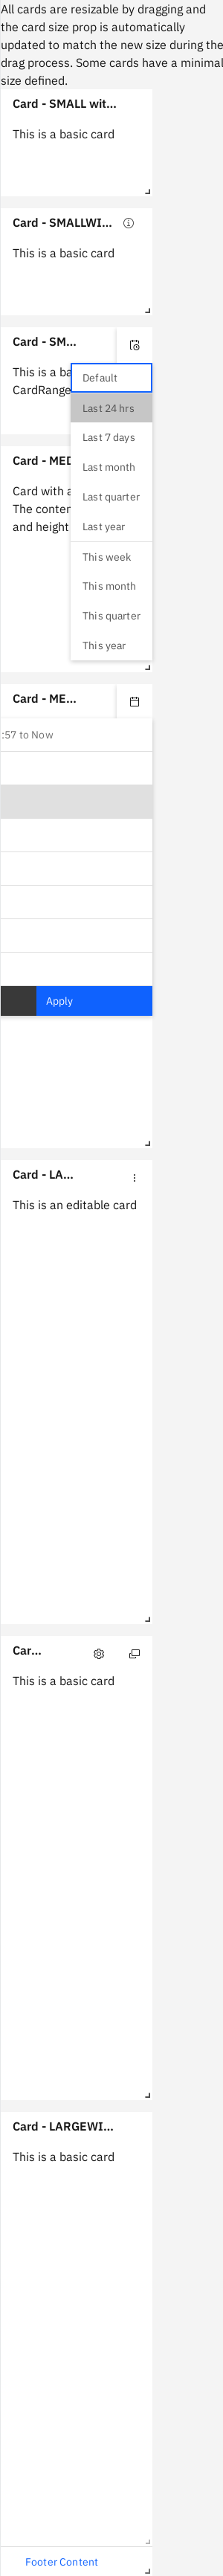 All cards are resizable by dragging and
the card size prop is automatically
updated to match the new size during the
drag process. Some cards have a minimal
size defined.
Card - SMALL wit...
This is a basic card
Card - SMALLWI...
This is a basic card
Card - SM...
This is a ba
CardRange
Default
Last 24 hrs
Last 7 days
Last month
Last quarter
Last year
This week
This month
This quarter
This year
Card - MED
Card with a
The conten
and height
Card - ME...
:57 to Now
Apply
Card - LA...
This is an editable card
Car...
This is a basic card
Card - LARGEWI...
This is a basic card
Footer Content